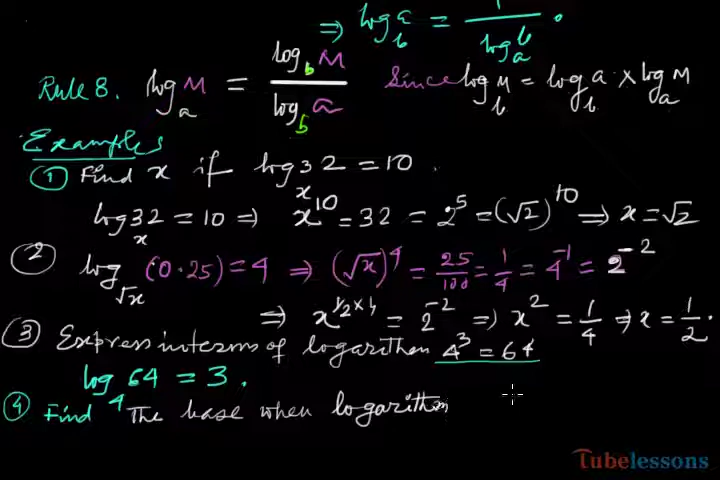 ⇒ log_b a = 1 / log_a b .
Rule 8. log_a M = log_b M / log_b a Since log_b M = log_b a × log_a M
Examples
① Find x if log_x 32 = 10 .
log_x 32 = 10 ⇒ x^10 = 32 = 2^5 = (√2)^10 ⇒ x = √2
② log_√x (0.25) = 4 ⇒ (√x)^4 = 25/100 = 1/4 = 4^-1 = 2^-2
⇒ x^(1/2 × 4) = 2^-2 ⇒ x^2 = 1/4 ⇒ x = 1/2 .
③ Express in terms of logarithm 4^3 = 64
log_4 64 = 3 .
④ Find The base when logarithm
Tubelessons